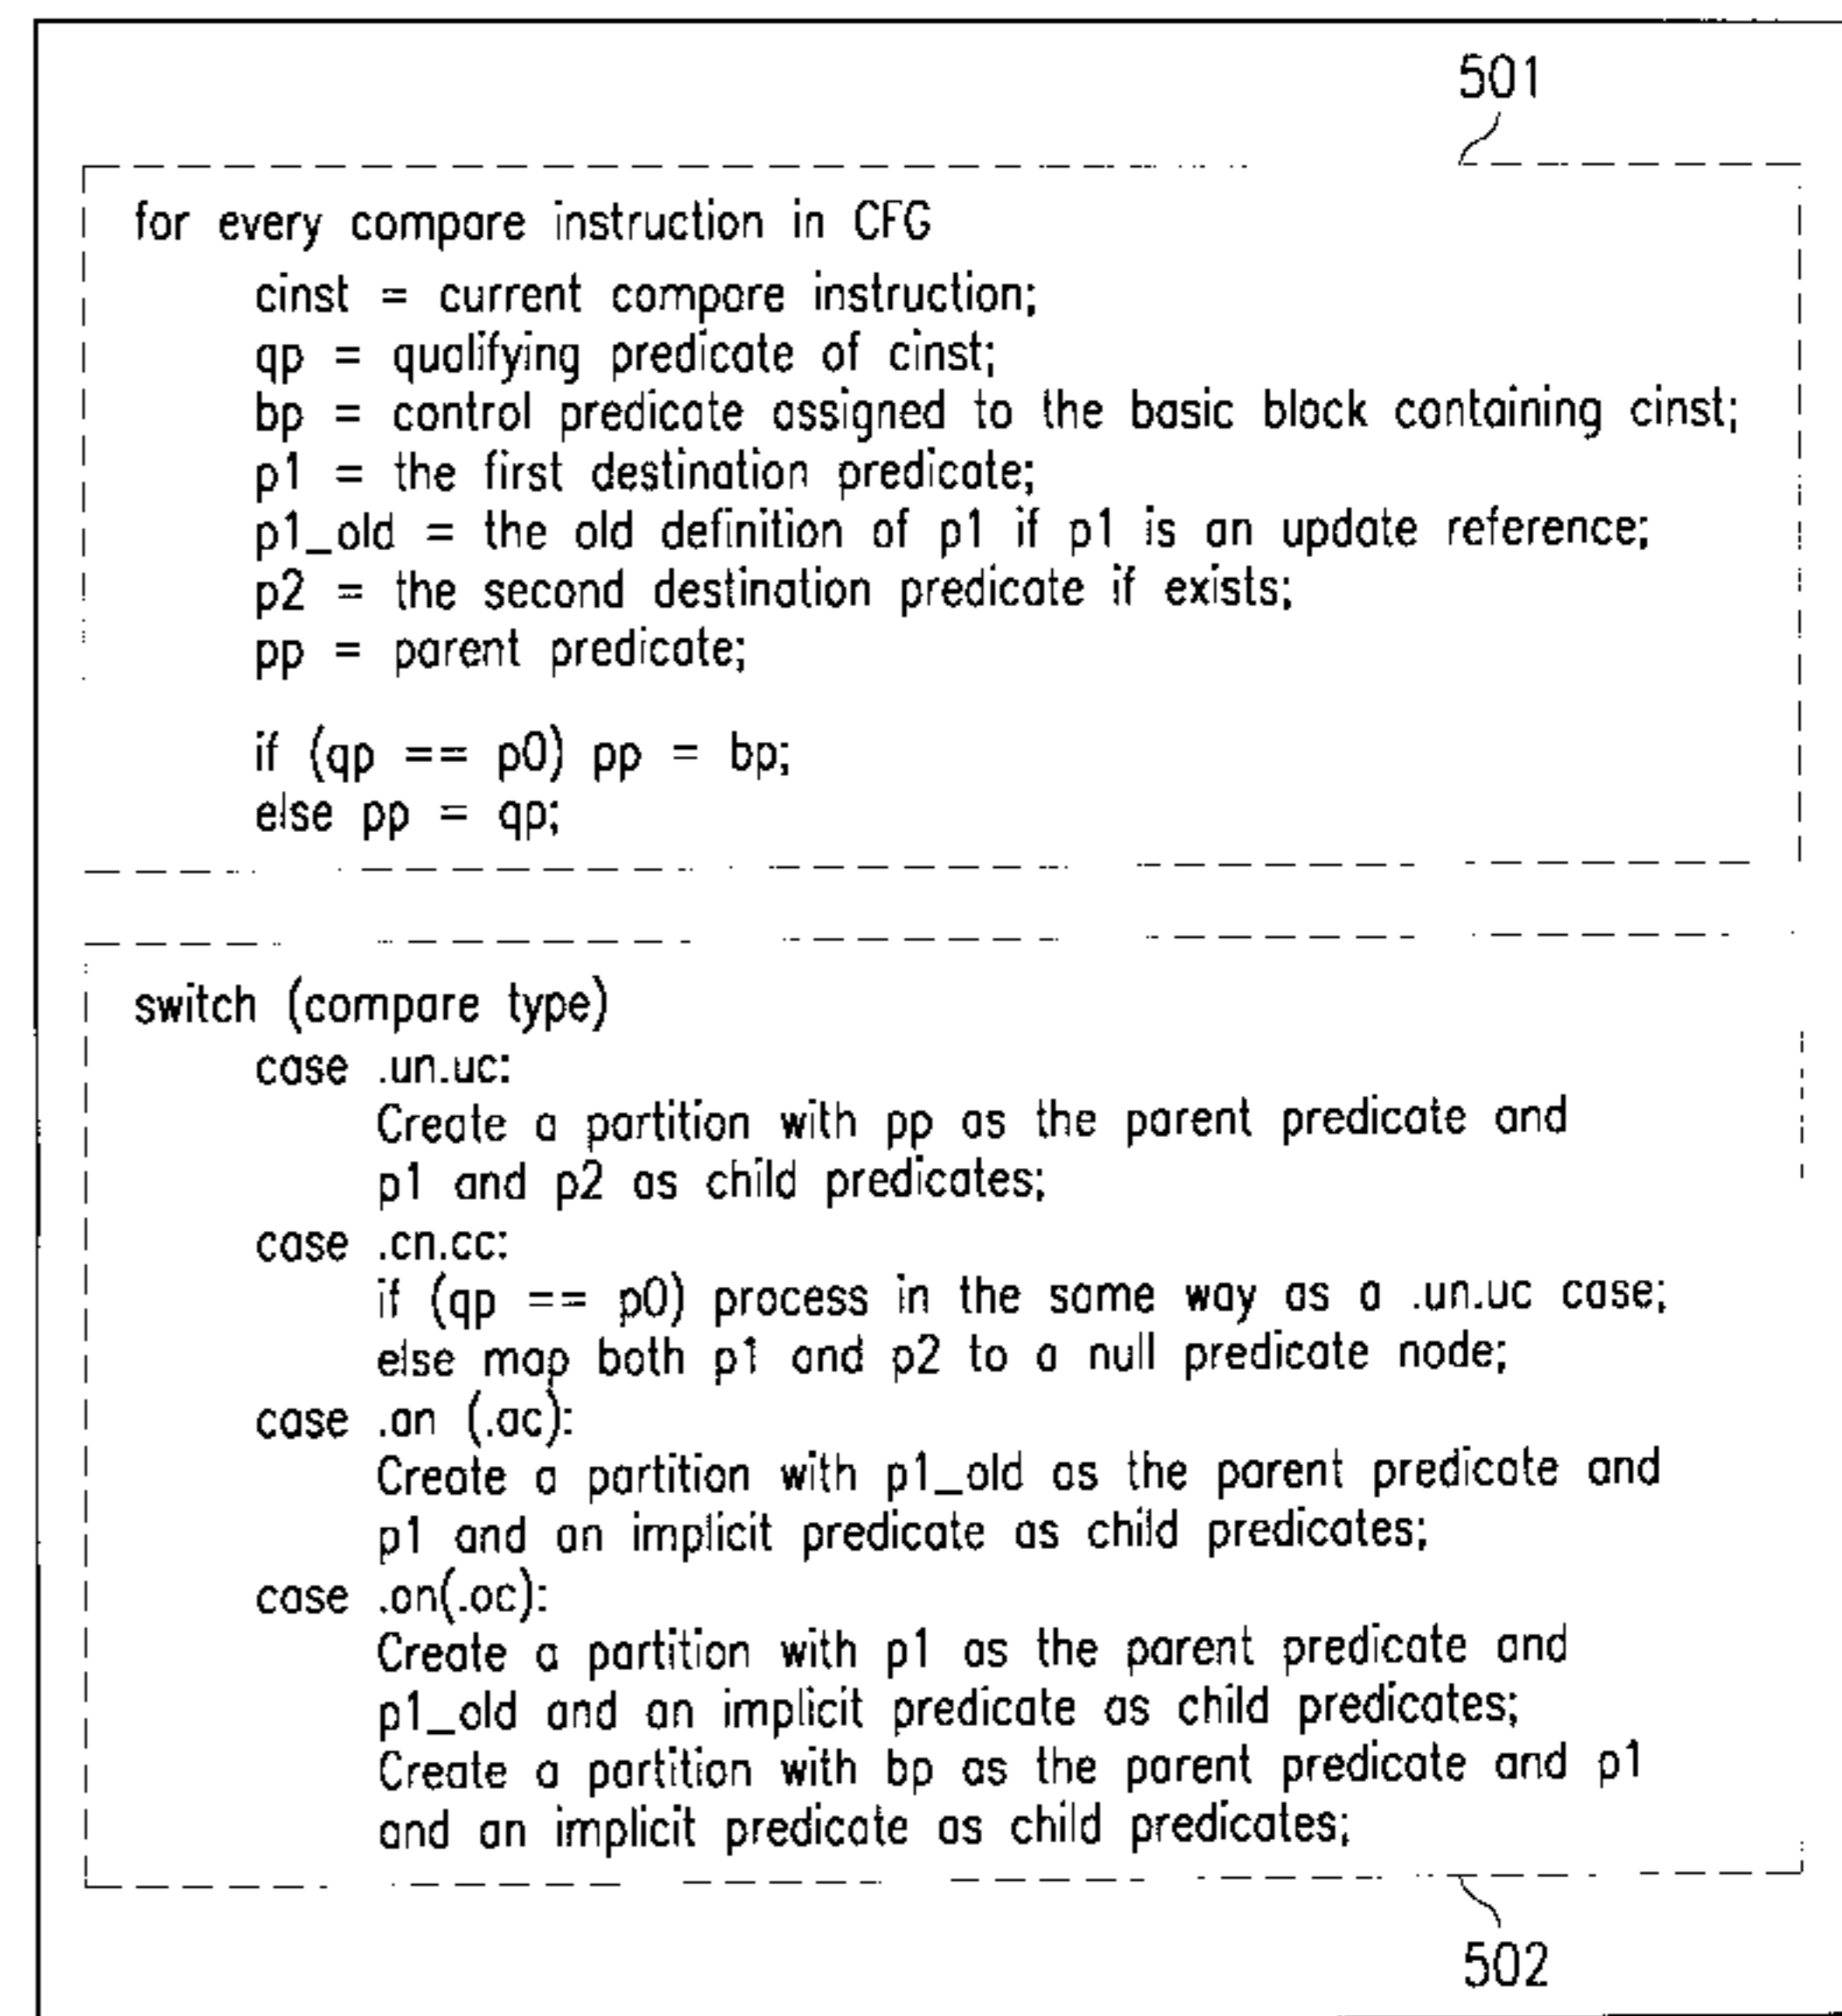 501
for every compare instruction in CFG
cinst = current compare instruction;
qp = qualifying predicate of cinst;
bp = control predicate assigned to the basic block containing cinst;
p1 = the first destination predicate;
p1_old = the old definition of p1 if p1 is an update reference;
p2 = the second destination predicate if exists;
pp = parent predicate;
if (qp == p0) pp = bp;
else pp = qp;
switch (compare type)
case .un.uc:
Create a partition with pp as the parent predicate and
p1 and p2 as child predicates;
case .cn.cc:
if (qp == p0) process in the same way as a .un.uc case;
else map both p1 and p2 to a null predicate node;
case .an (.ac):
Create a partition with p1_old as the parent predicate and
p1 and an implicit predicate as child predicates;
case .on(.oc):
Create a partition with p1 as the parent predicate and
p1_old and an implicit predicate as child predicates;
Create a partition with bp as the parent predicate and p1
and an implicit predicate as child predicates;
502